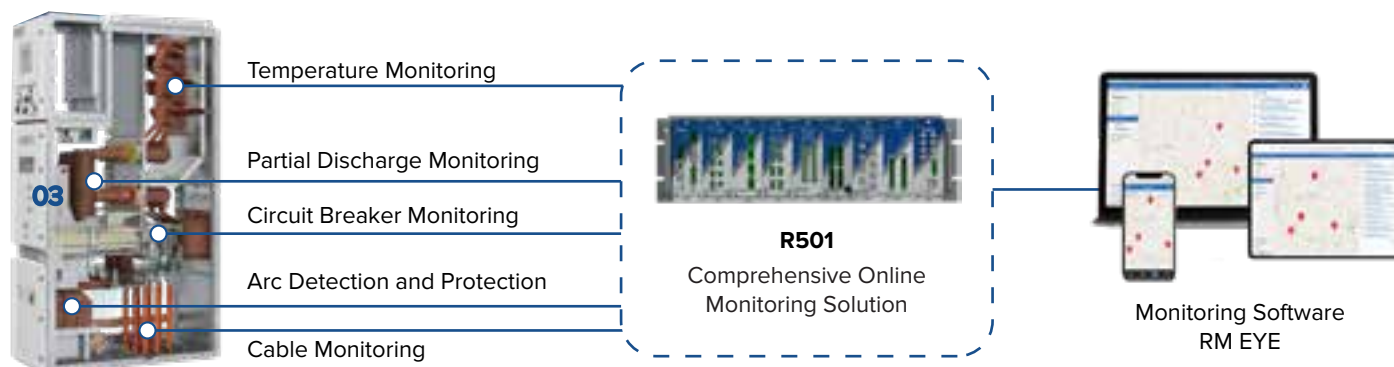 Temperature Monitoring
Partial Discharge Monitoring
03
Circuit Breaker Monitoring
Arc Detection and Protection
Cable Monitoring
R501
Comprehensive Online
Monitoring Solution
Monitoring Software
RM EYE